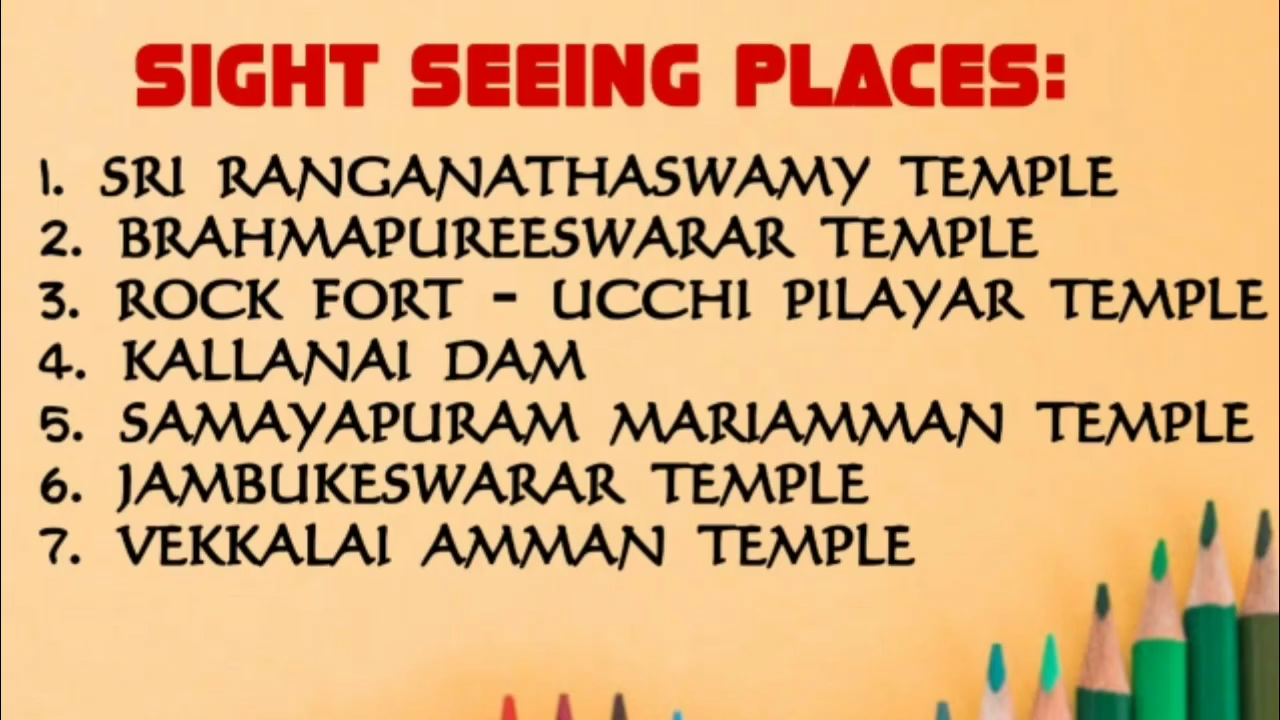 SIGHT SEEING PLACES:
1. SRI RANGANATHASWAMY TEMPLE
2. BRAHMAPUREESWARAR TEMPLE
3. ROCK FORT - UCCHI PILAYAR TEMPLE
4. KALLANAI DAM
5. SAMAYAPURAM MARIAMMAN TEMPLE
6. JAMBUKESWARAR TEMPLE
7. VEKKALAI AMMAN TEMPLE